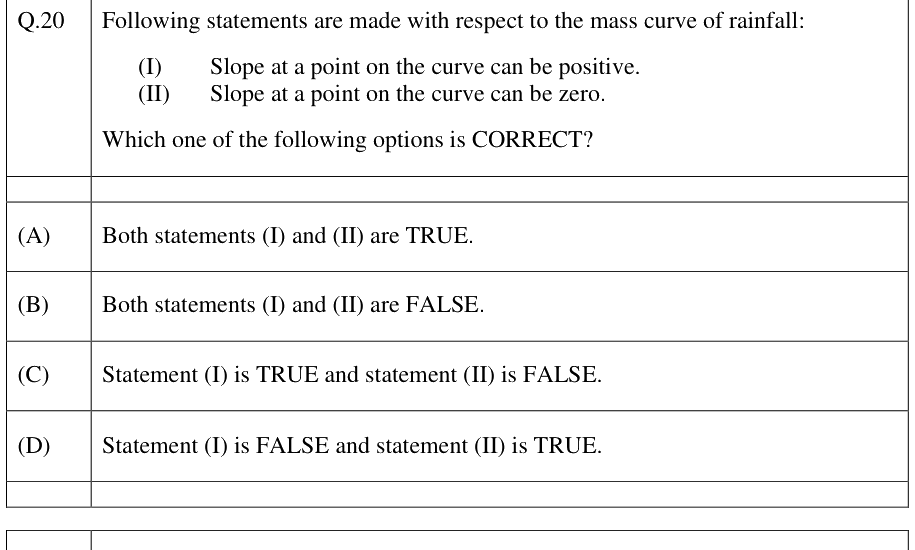 Q.20 Following statements are made with respect to the mass curve of rainfall:
(I) Slope at a point on the curve can be positive.
(II) Slope at a point on the curve can be zero.
Which one of the following options is CORRECT?
(A) Both statements (I) and (II) are TRUE.
(B) Both statements (I) and (II) are FALSE.
(C) Statement (I) is TRUE and statement (II) is FALSE.
(D) Statement (I) is FALSE and statement (II) is TRUE.